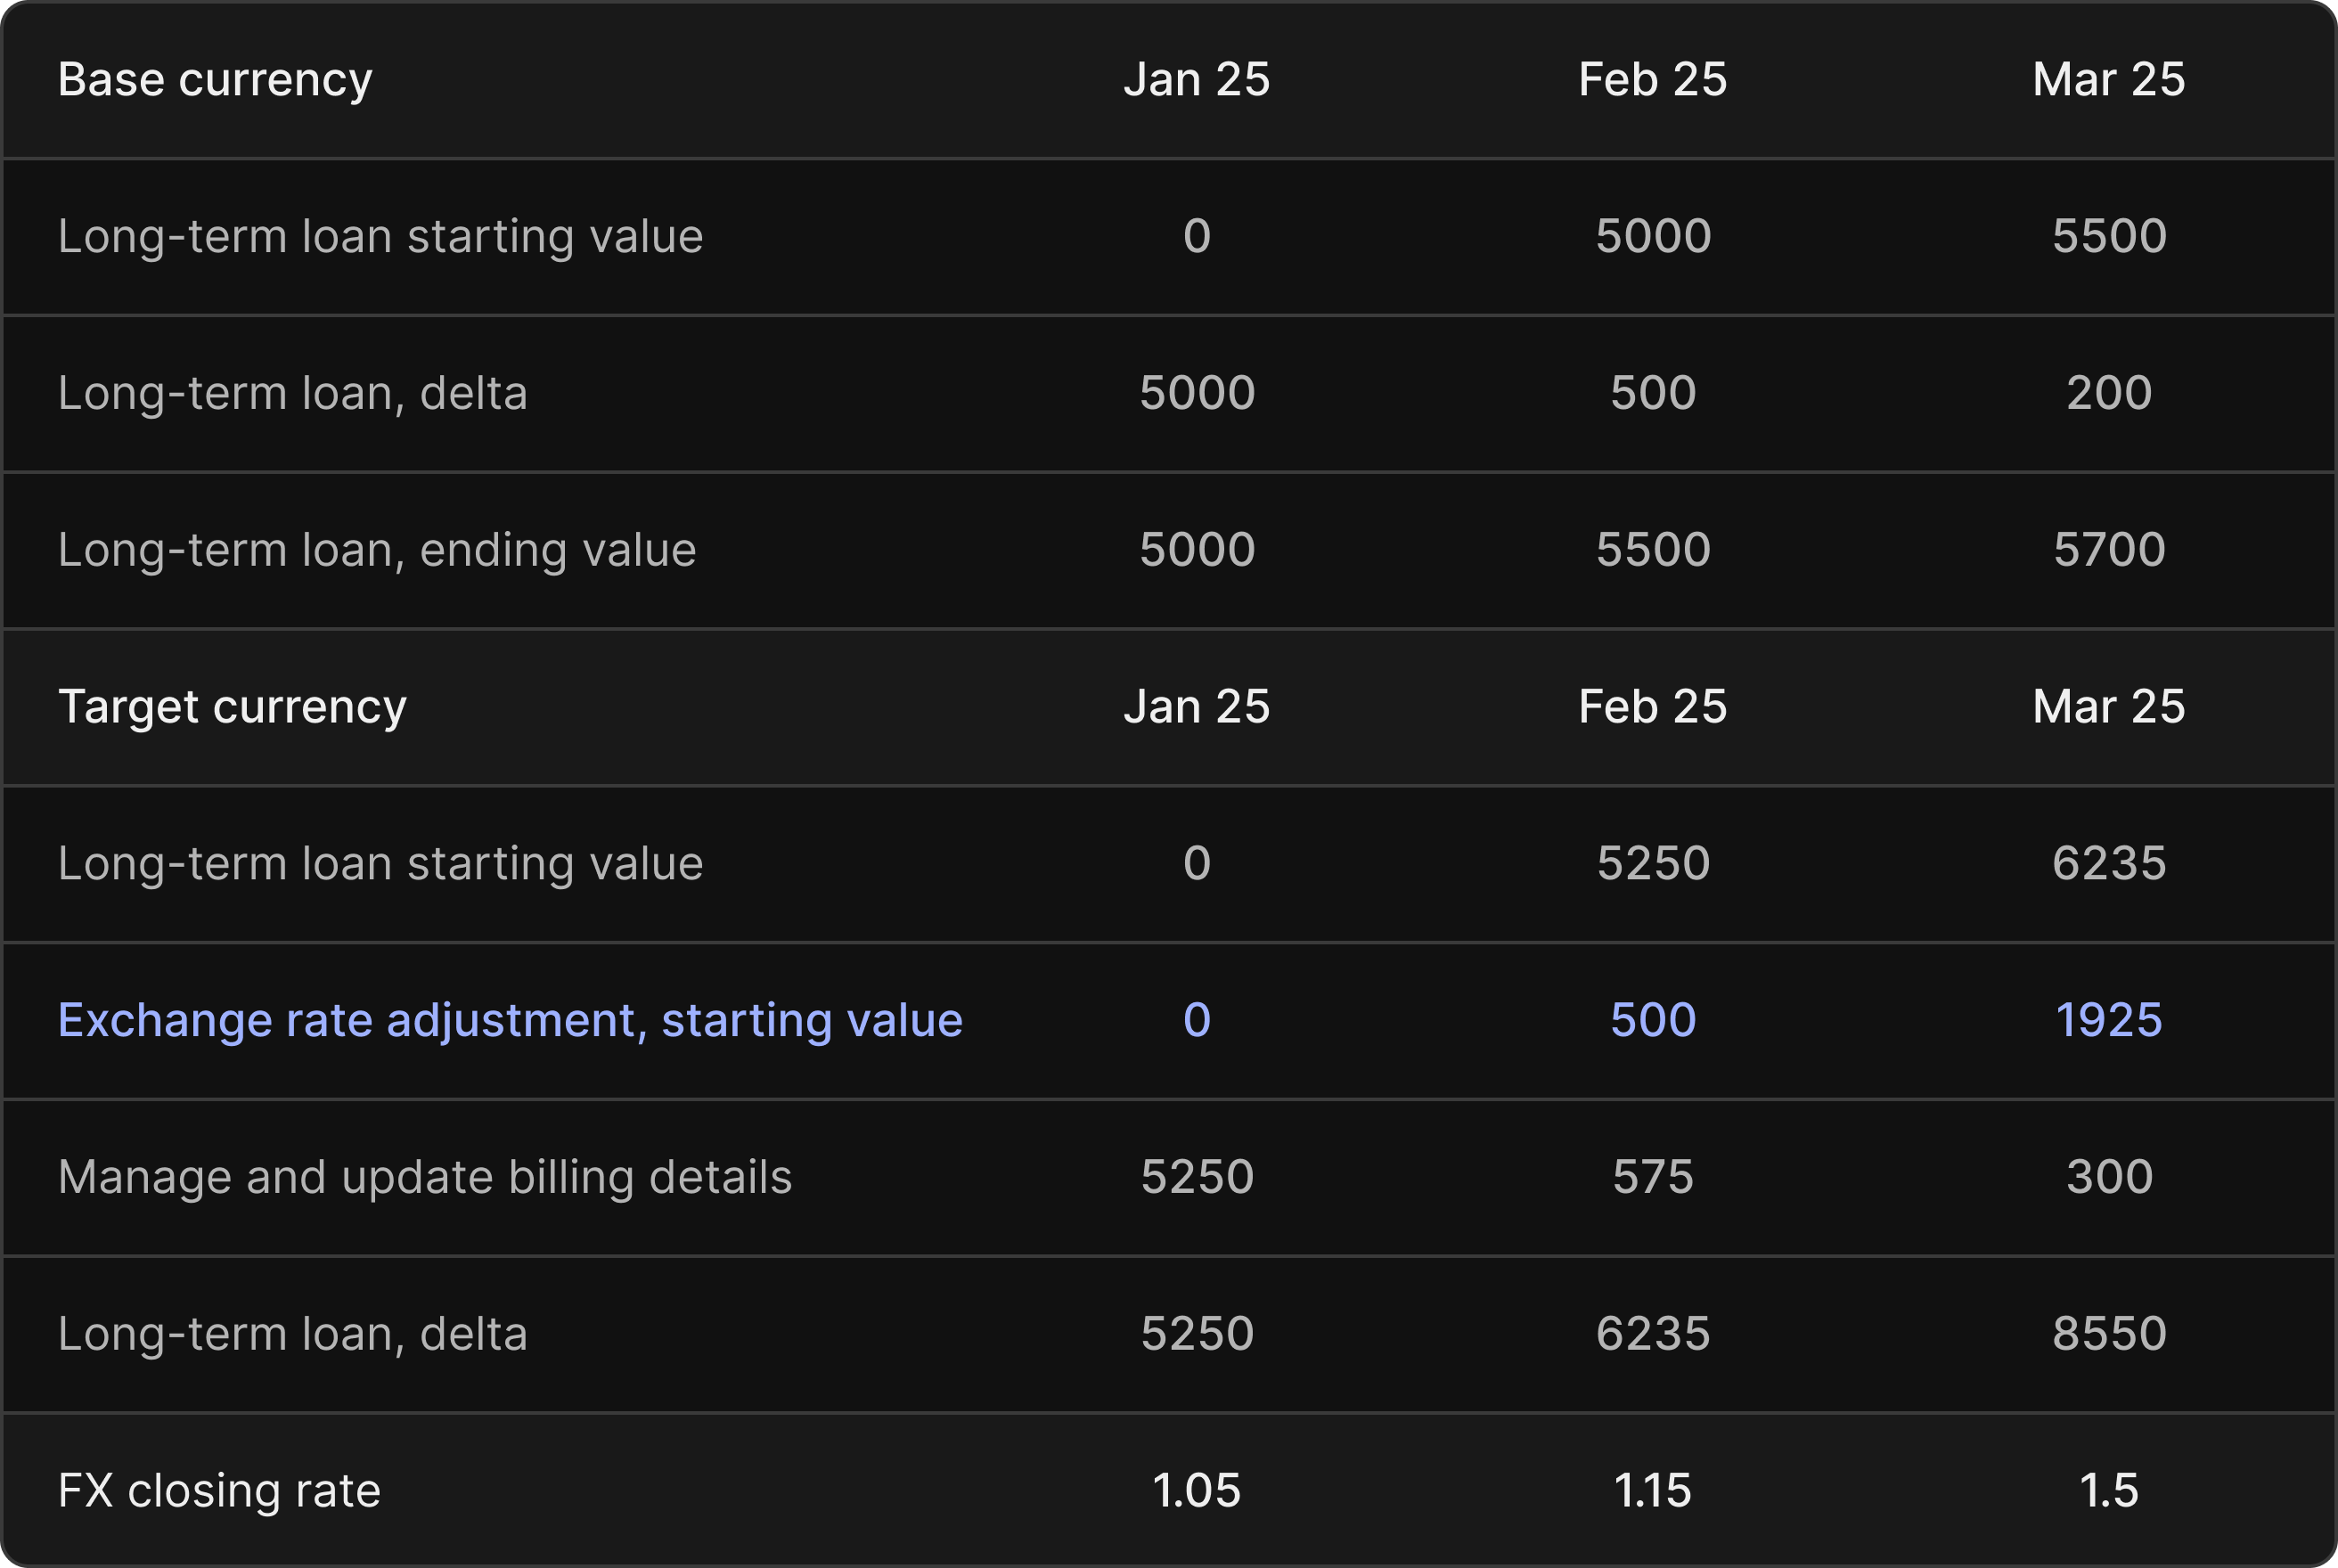 Base currency Jan 25 Feb 25 Mar 25
Long-term loan starting value 0 5000 5500
Long-term loan, delta 5000 500 200
Long-term loan, ending value 5000 5500 5700
Target currency Jan 25 Feb 25 Mar 25
Long-term loan starting value 0 5250 6235
Exchange rate adjustment, starting value 0 500 1925
Manage and update billing details 5250 575 300
Long-term loan, delta 5250 6235 8550
FX closing rate 1.05 1.15 1.5